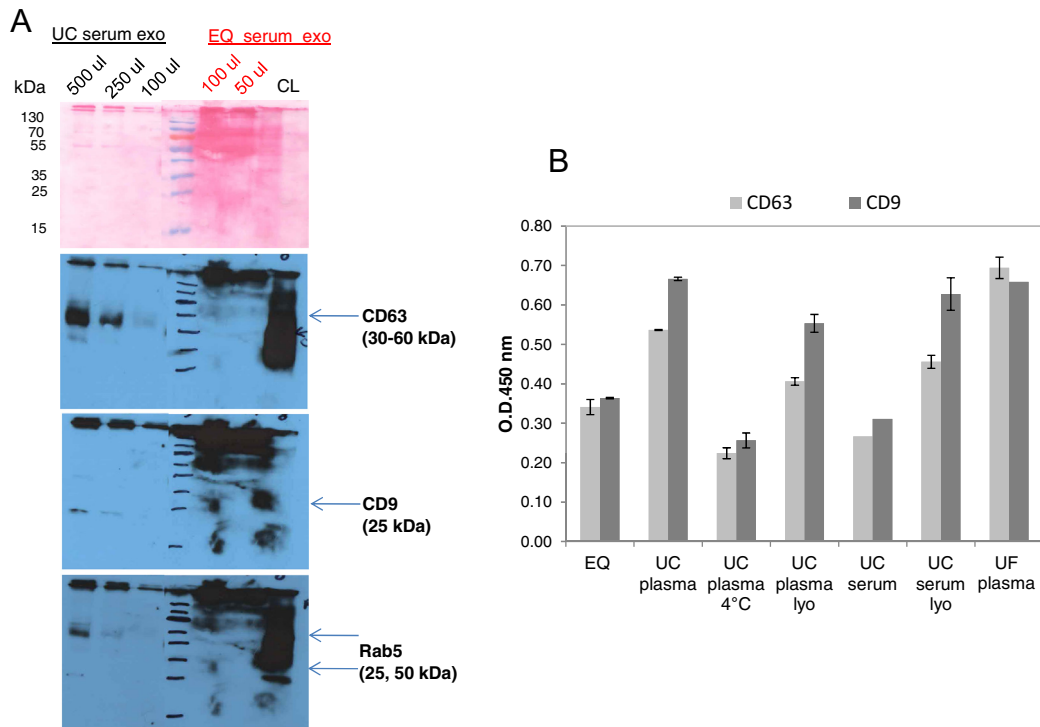 A
UC serum exo
EQ serum exo
500 ul
250 ul
100 ul
100 ul
50 ul
CL
kDa
130
70
55
35
25
15
CD63
(30-60 kDa)
CD9
(25 kDa)
Rab5
(25, 50 kDa)
B
CD63
CD9
O.D.450 nm
0.80
0.70
0.60
0.50
0.40
0.30
0.20
0.10
0.00
EQ
UC
plasma
UC
plasma
4°C
UC
plasma
lyo
UC
serum
UC
serum
lyo
UF
plasma